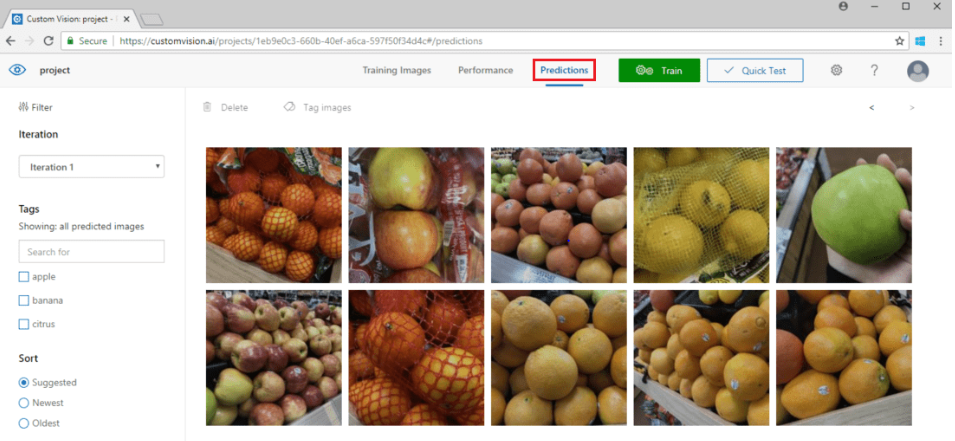 Custom Vision: project -
Secure | https://customvision.ai/projects/1eb9e0c3-660b-40ef-a6ca-597f50f34d4c#/predictions
project
Training Images Performance Predictions Train Quick Test ?
Filter
Delete Tag images < >
Iteration
Iteration 1
Tags
Showing: all predicted images
Search for
apple
banana
citrus
Sort
Suggested
Newest
Oldest